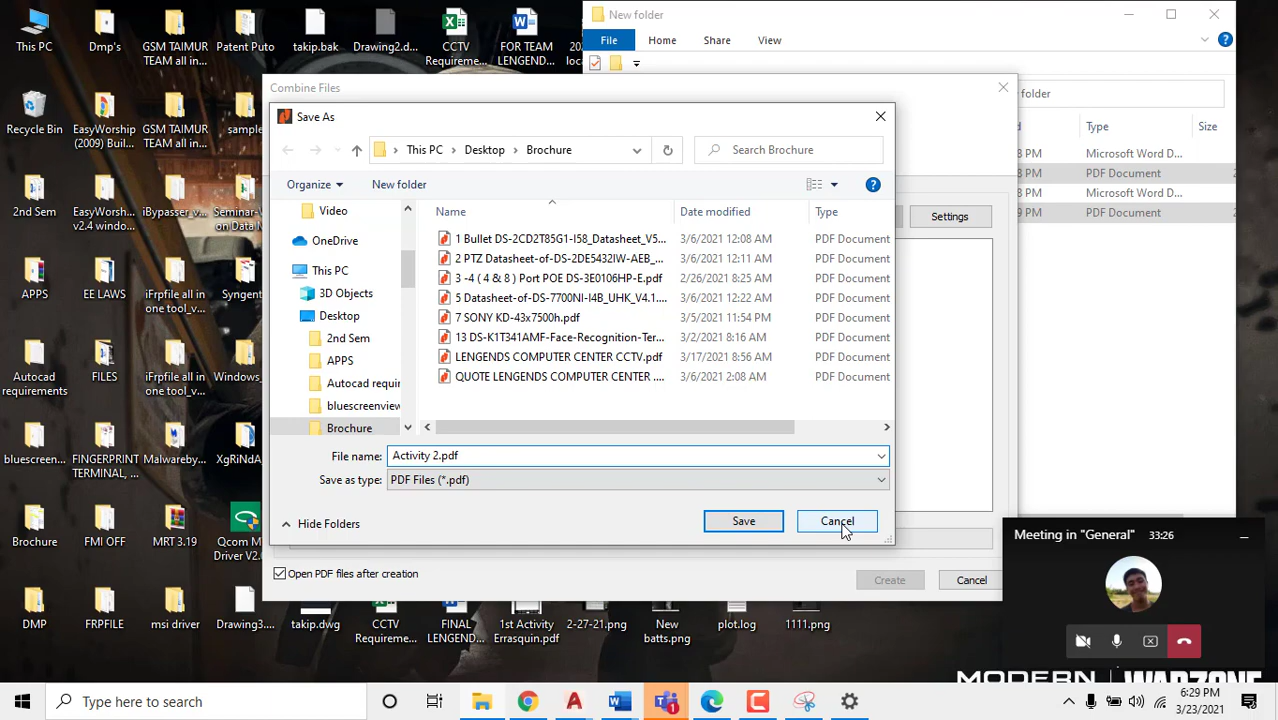 This PC
Dmp's
GSM TAIMUR
TEAM all in...
Patent Puto
takip.bak
Drawing2.d...
CCTV
Requireme...
FOR TEAM
LENGEND...
New folder
File
Home
Share
View
Combine Files
Save As
This PC
Desktop
Brochure
Search Brochure
Organize
New folder
Settings
Type
Size
Microsoft Word D...
PDF Document
Microsoft Word D...
PDF Document
Name
Date modified
Type
Video
OneDrive
This PC
3D Objects
Desktop
2nd Sem
APPS
Autocad requi
bluescreenview
Brochure
1 Bullet DS-2CD2T85G1-I58_Datasheet_V5...
3/6/2021 12:08 AM
PDF Document
2 PTZ Datasheet-of-DS-2DE5432IW-AEB_...
3/6/2021 12:11 AM
PDF Document
3 -4 ( 4 & 8 ) Port POE DS-3E0106HP-E.pdf
2/26/2021 8:25 AM
PDF Document
5 Datasheet-of-DS-7700NI-I4B_UHK_V4.1....
3/6/2021 12:22 AM
PDF Document
7 SONY KD-43x7500h.pdf
3/5/2021 11:54 PM
PDF Document
13 DS-K1T341AMF-Face-Recognition-Ter...
3/2/2021 8:16 AM
PDF Document
LENGENDS COMPUTER CENTER CCTV.pdf
3/17/2021 8:56 AM
PDF Document
QUOTE LENGENDS COMPUTER CENTER ....
3/6/2021 2:08 AM
PDF Document
File name:
Activity 2.pdf
Save as type:
PDF Files (*.pdf)
Hide Folders
Save
Cancel
Open PDF files after creation
Create
Cancel
Recycle Bin
EasyWorship
(2009) Buil...
GSM TAIMUR
TEAM all in...
sample
2nd Sem
EasyWors...
v2.4 windo...
iBypasser_v...
Seminar-W
on Data M
APPS
EE LAWS
iFrpfile all in
one tool_v...
Syngent
Autocad
requirements
FILES
iFrpfile all in
one tool_v...
Windows_
bluescreen...
FINGERPRINT
TERMINAL, ...
Malwareby...
XgRiNdA
Brochure
FMI OFF
MRT 3.19
Qcom M
Driver V2.0
DMP
FRPFILE
msi driver
Drawing3....
takip.dwg
CCTV
Requireme...
FINAL
LENGEND...
1st Activity
Errasquin.pdf
2-27-21.png
New
batts.png
plot.log
1111.png
Meeting in "General"
33:26
MODERN WARZONE
Type here to search
1
6:29 PM
3/23/2021